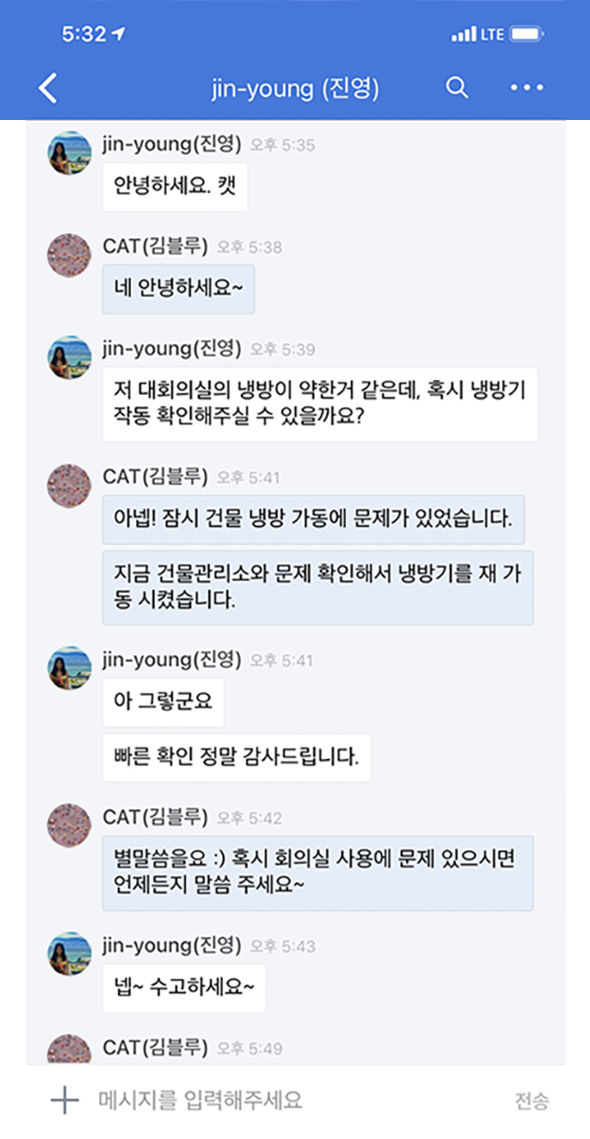 5:32
LTE
jin-young (진영)
jin-young(진영) 오후 5:35
안녕하세요. 캣
CAT(김블루) 오후 5:38
네 안녕하세요~
jin-young(진영) 오후 5:39
저 대회의실의 냉방이 약한거 같은데, 혹시 냉방기
작동 확인해주실 수 있을까요?
CAT(김블루) 오후 5:41
아넵! 잠시 건물 냉방 가동에 문제가 있었습니다.
지금 건물관리소와 문제 확인해서 냉방기를 재 가
동 시켰습니다.
jin-young(진영) 오후 5:41
아 그렇군요
빠른 확인 정말 감사드립니다.
CAT(김블루) 오후 5:42
별말씀을요 :) 혹시 회의실 사용에 문제 있으시면
언제든지 말씀 주세요~
jin-young(진영) 오후 5:43
넵~ 수고하세요~
CAT(김블루) 오후 5:49
메시지를 입력해주세요
전송